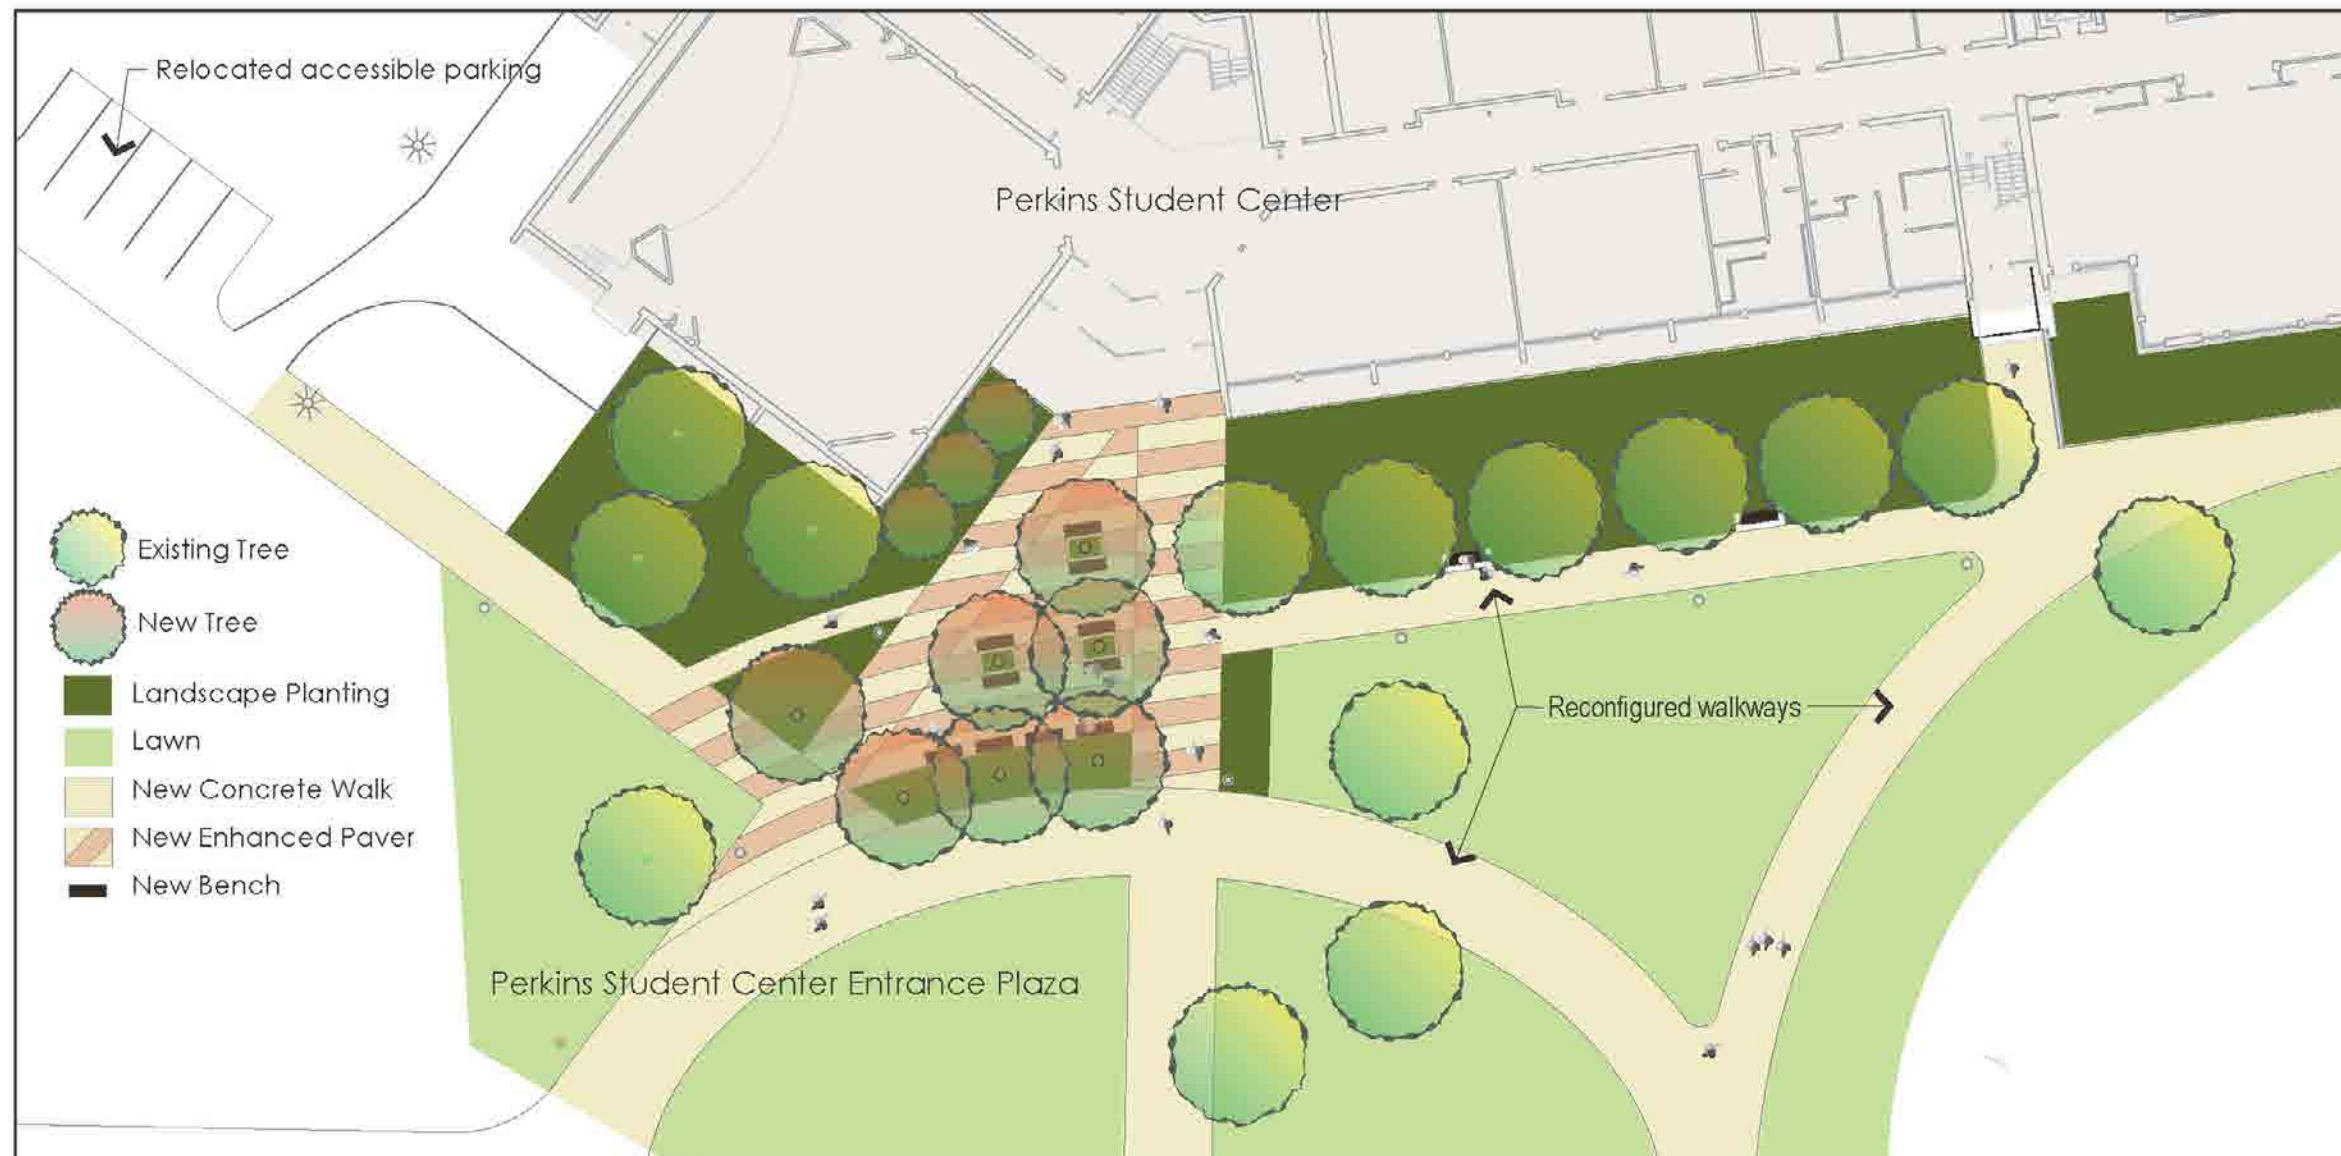 Relocated accessible parking
Perkins Student Center
Existing Tree
New Tree
Landscape Planting
Lawn
New Concrete Walk
New Enhanced Paver
New Bench
Reconfigured walkways
Perkins Student Center Entrance Plaza